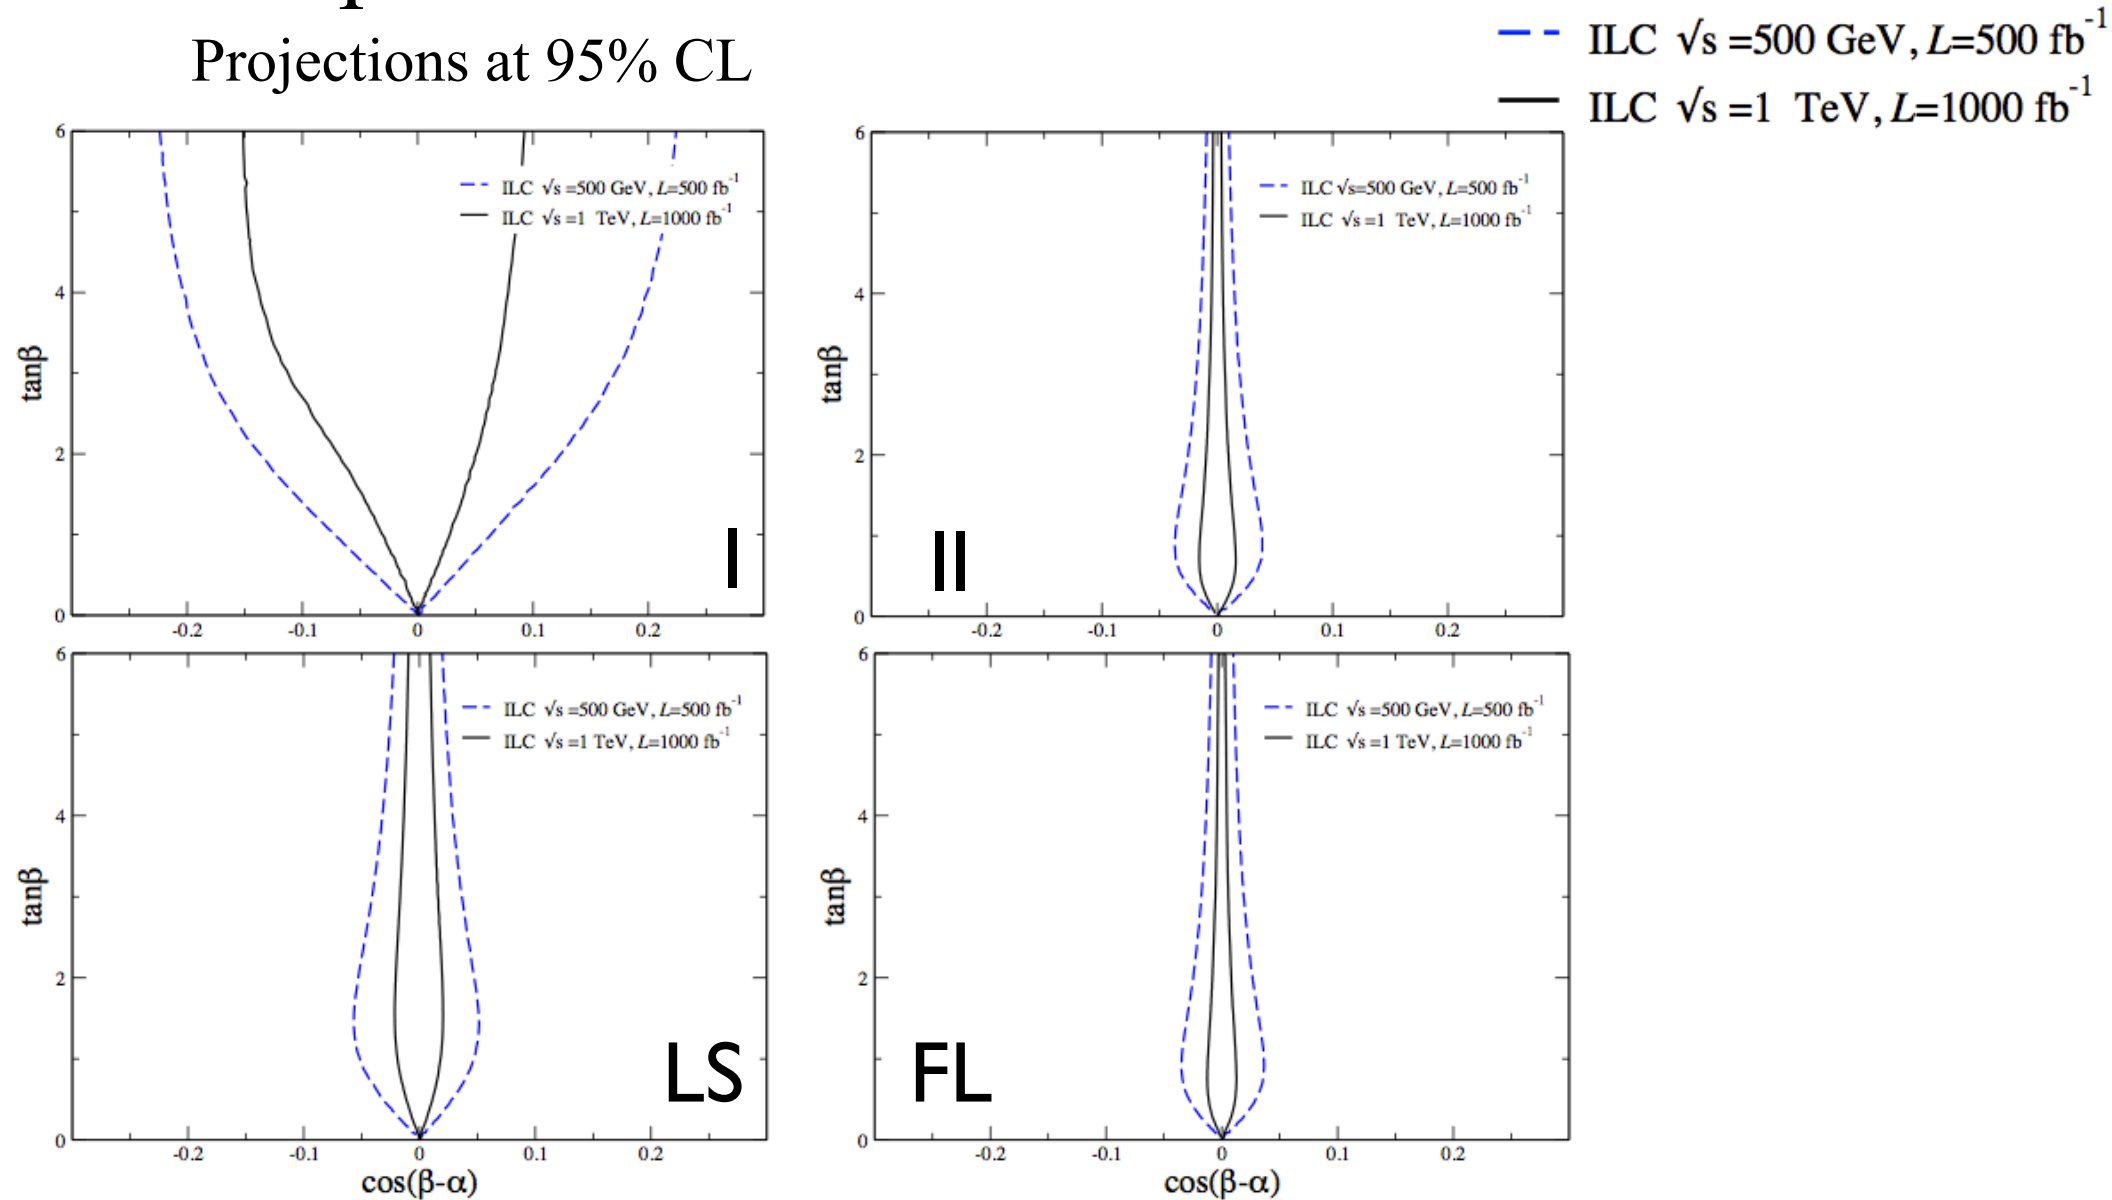 Projections at 95% CL
ILC √s =500 GeV, L=500 fb⁻¹
ILC √s =1 TeV, L=1000 fb⁻¹
6
4
2
0
tanβ
ILC √s =500 GeV, L=500 fb⁻¹
ILC √s =1 TeV, L=1000 fb⁻¹
I
-0.2 -0.1 0 0.1 0.2
6
4
2
0
tanβ
ILC √s=500 GeV, L=500 fb⁻¹
ILC √s =1 TeV, L=1000 fb⁻¹
II
-0.2 -0.1 0 0.1 0.2
6
4
2
0
tanβ
ILC √s =500 GeV, L=500 fb⁻¹
ILC √s =1 TeV, L=1000 fb⁻¹
LS
-0.2 -0.1 0 0.1 0.2
cos(β-α)
6
4
2
0
tanβ
ILC √s =500 GeV, L=500 fb⁻¹
ILC √s =1 TeV, L=1000 fb⁻¹
FL
-0.2 -0.1 0 0.1 0.2
cos(β-α)